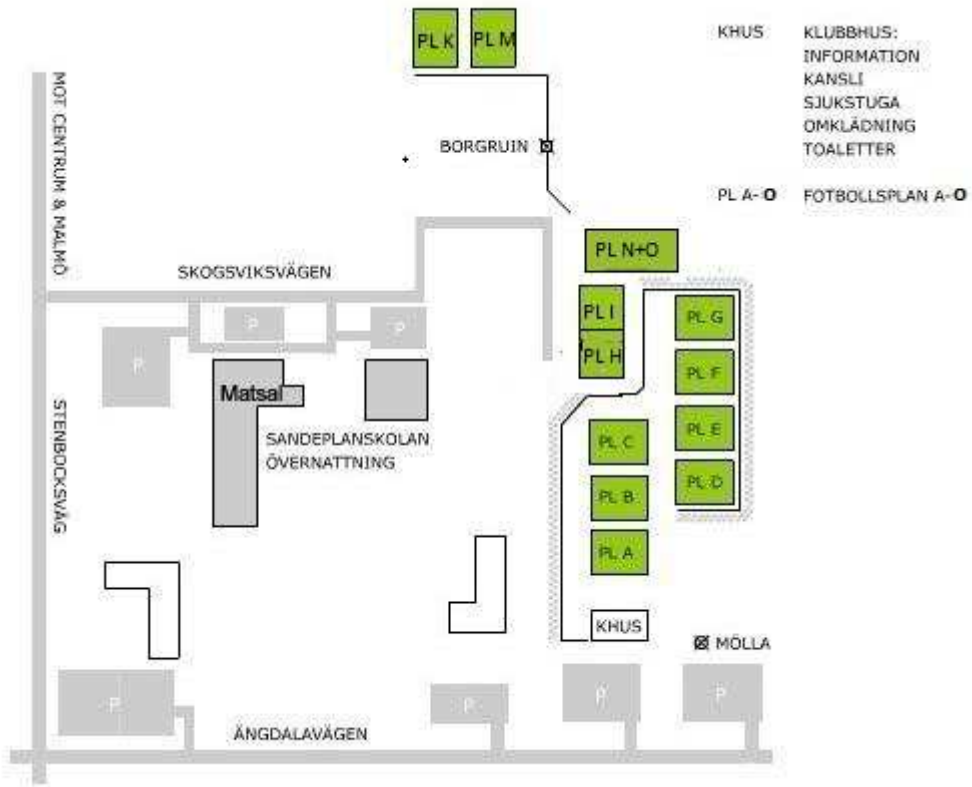 PL K
PL M
KHUS
KLUBBHUS:
INFORMATION
KANSLI
SJUKSTUGA
OMKLÄDNING
TOALETTER
PL A-O
FOTBOLLSPLAN A-O
MOT CENTRUM & MALMÖ
BORGRUIN
SKOGSVIKSVÄGEN
PL N+O
PL I
PL H
PL G
PL F
PL E
PL D
PL C
PL B
PL A
P
P
P
Matsal
SANDEPLANSKOLAN
ÖVERNATTNING
STENBOCKSVÄG
KHUS
MÖLLA
P
P
P
P
ÄNGDALAVÄGEN